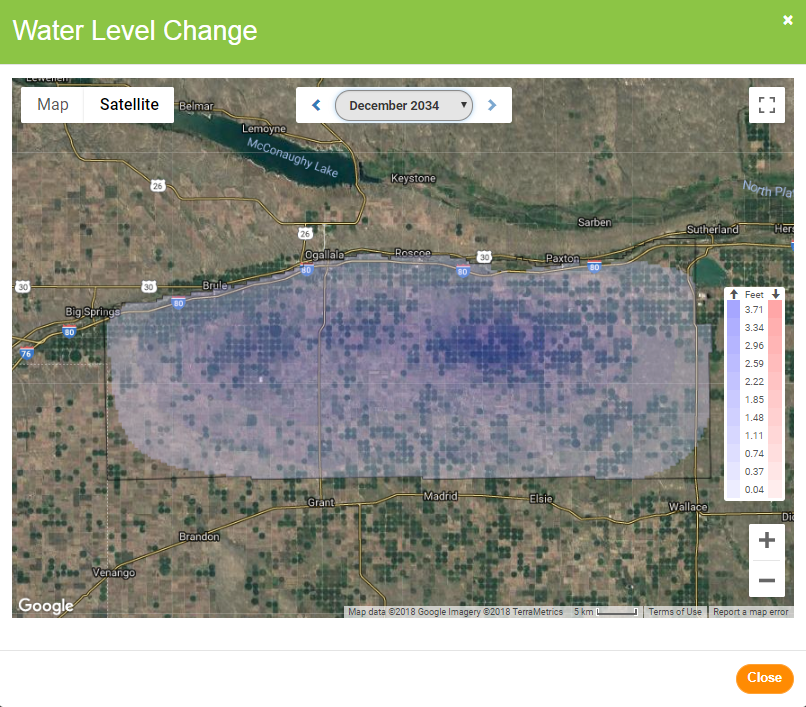 Water Level Change
×
Lewellen
Map Satellite
December 2034
Belmar
Lemoyne
McConaughy Lake
Keystone
26
North Pla
Sarben
Sutherland
Hers
26
Ogallala
Roscoe
30
Paxton
80
80
80
30
30
Brule
80
Big Springs
80
76
Feet
3.71
3.34
2.96
2.59
2.22
1.85
1.48
1.11
0.74
0.37
0.04
Grant
Madrid
Elsie
Wallace
Di
Brandon
Venango
+
−
Google
Map data ©2018 Google Imagery ©2018 TerraMetrics 5 km Terms of Use Report a map error
Close